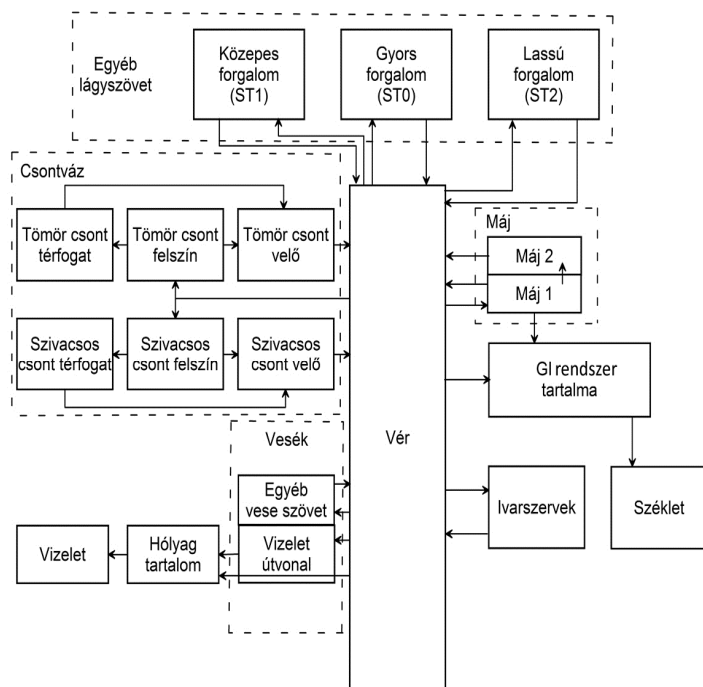 Egyéb
lágyszövet
Közepes
forgalom
(ST1)
Gyors
forgalom
(ST0)
Lassú
forgalom
(ST2)
Csontváz
Tömör csont
térfogat
Tömör csont
felszín
Tömör csont
velő
Szivacsos
csont térfogat
Szivacsos
csont felszín
Szivacsos
csont velő
Vér
Máj
Máj 2
Máj 1
GI rendszer
tartalma
Vesék
Egyéb
vese szövet
Vizelet
útvonal
Hólyag
tartalom
Vizelet
Ivarszervek
Széklet